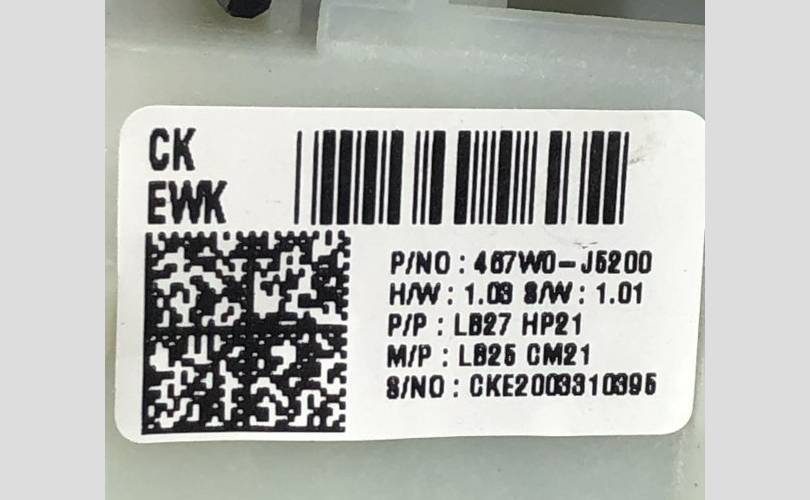 CK
EWK
P/NO : 467W0-J5200
H/W : 1.03 S/W : 1.01
P/P : LB27 HP21
M/P : LB25 CM21
S/NO : CKE2003310395